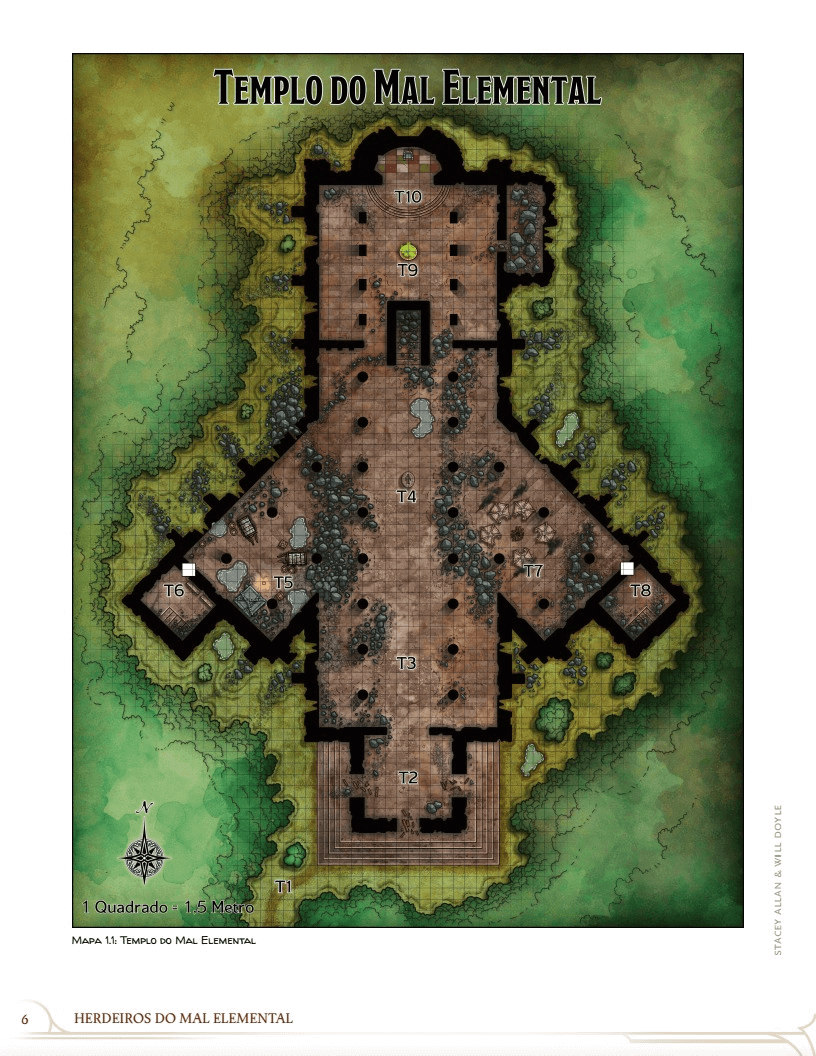 Templo do Mal Elemental
T10
T9
T4
T5
T6
T7
T8
T3
T2
N
T1
1 Quadrado = 1.5 Metro
Mapa 1.1: Templo do Mal Elemental
STACEY ALLAN & WILL DOYLE
6
HERDEIROS DO MAL ELEMENTAL